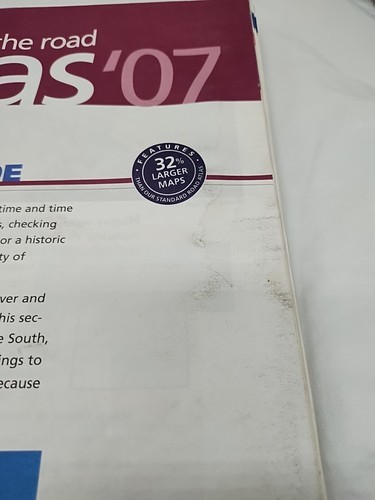 the road
as '07
DE
FEATURES
32%
LARGER
MAPS
THAN OUR STANDARD ROAD ATLAS
time and time
s, checking
or a historic
ty of
ver and
his sec-
e South,
ings to
ecause